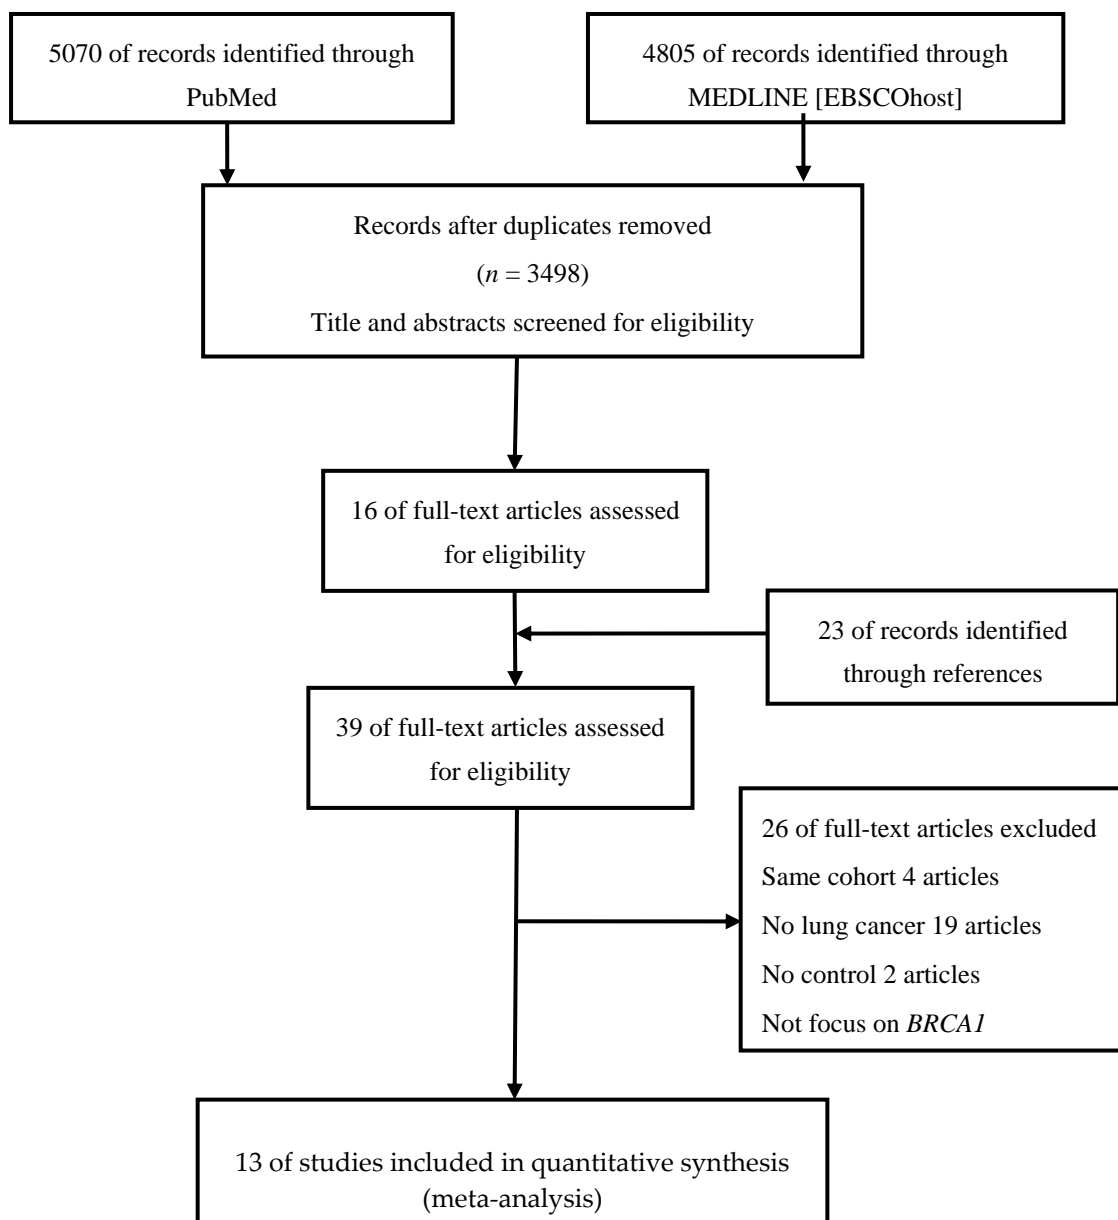 5070 of records identified through
PubMed
4805 of records identified through
MEDLINE [EBSCOhost]
Records after duplicates removed
(n = 3498)
Title and abstracts screened for eligibility
16 of full-text articles assessed
for eligibility
23 of records identified
through references
39 of full-text articles assessed
for eligibility
26 of full-text articles excluded
Same cohort 4 articles
No lung cancer 19 articles
No control 2 articles
Not focus on BRCA1
13 of studies included in quantitative synthesis
(meta-analysis)